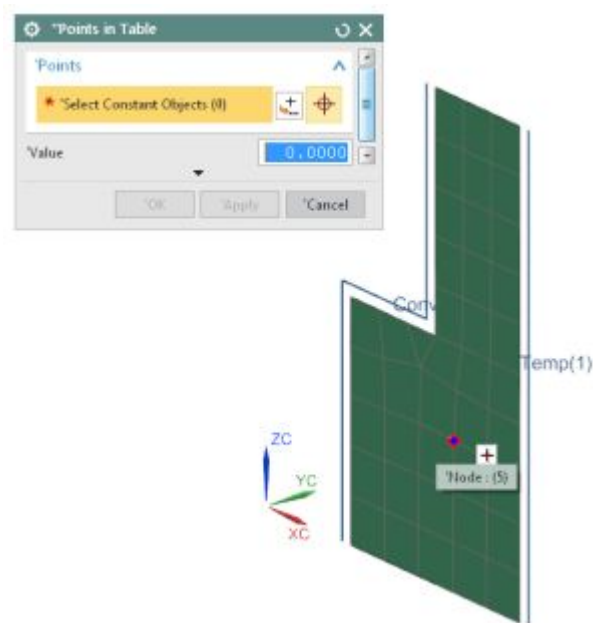 "Points in Table
'Points
* 'Select Constant Objects (0)
'Value
0.0000
'OK
'Apply
'Cancel
Conv
Temp(1)
'Node : (5)
ZC
YC
XC